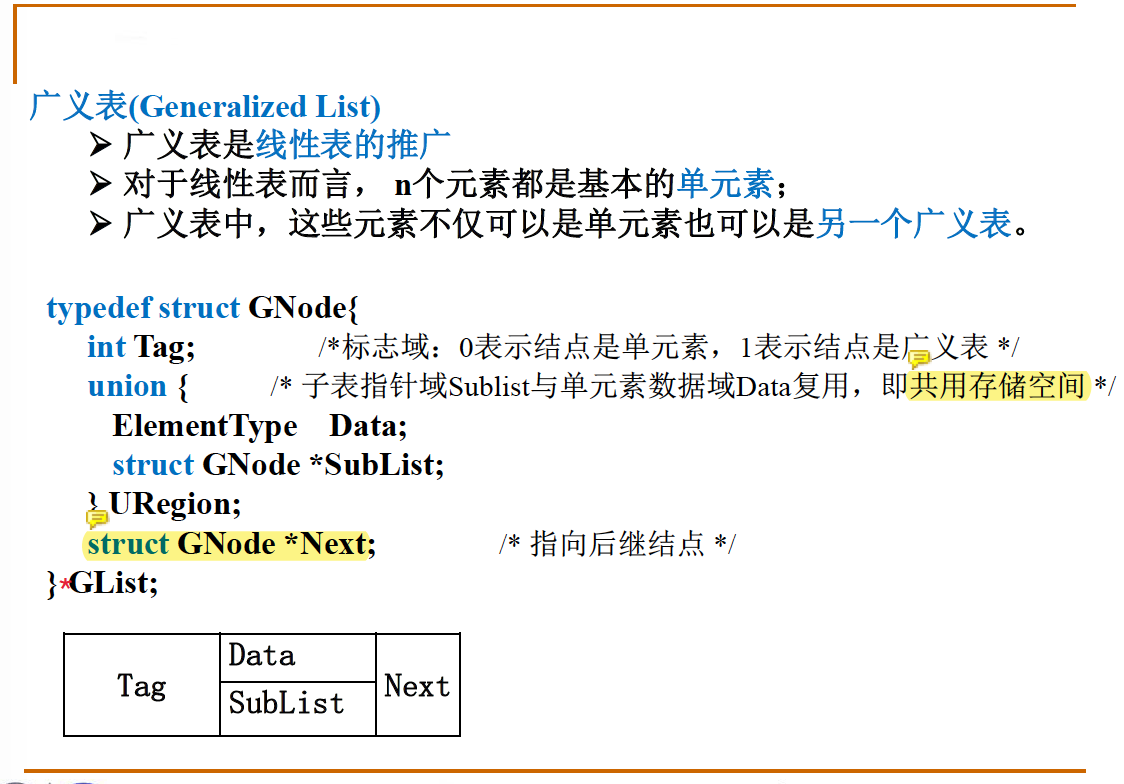 广义表(Generalized List)
➢ 广义表是线性表的推广
➢ 对于线性表而言， n个元素都是基本的单元素；
➢ 广义表中，这些元素不仅可以是单元素也可以是另一个广义表。
typedef struct GNode{
int Tag; /*标志域：0表示结点是单元素，1表示结点是广义表 */
union { /* 子表指针域Sublist与单元素数据域Data复用，即共用存储空间 */
ElementType Data;
struct GNode *SubList;
} URegion;
struct GNode *Next; /* 指向后继结点 */
}*GList;
Tag
Data
SubList
Next